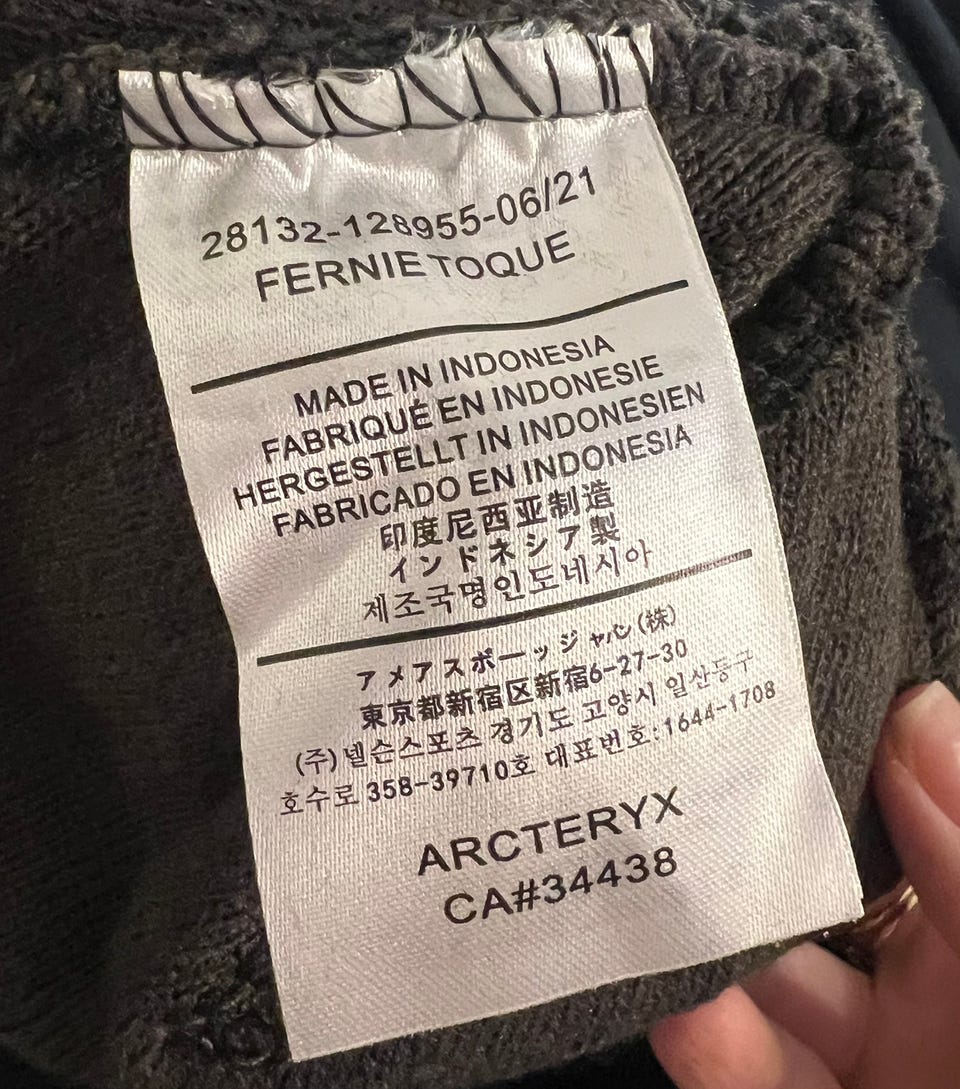 28132-128955-06/21
FERNIE TOQUE
MADE IN INDONESIA
FABRIQUÉ EN INDONESIE
HERGESTELLT IN INDONESIEN
FABRICADO EN INDONESIA
印度尼西亚制造
インドネシア製
제조국명인도네시아
アメアスポーッジャパン(株)
東京都新宿区新宿6-27-30
(주)넬슨스포츠 경기도 고양시 일산동구
호수로 358-39710호 대표번호:1644-1708
ARCTERYX
CA#34438